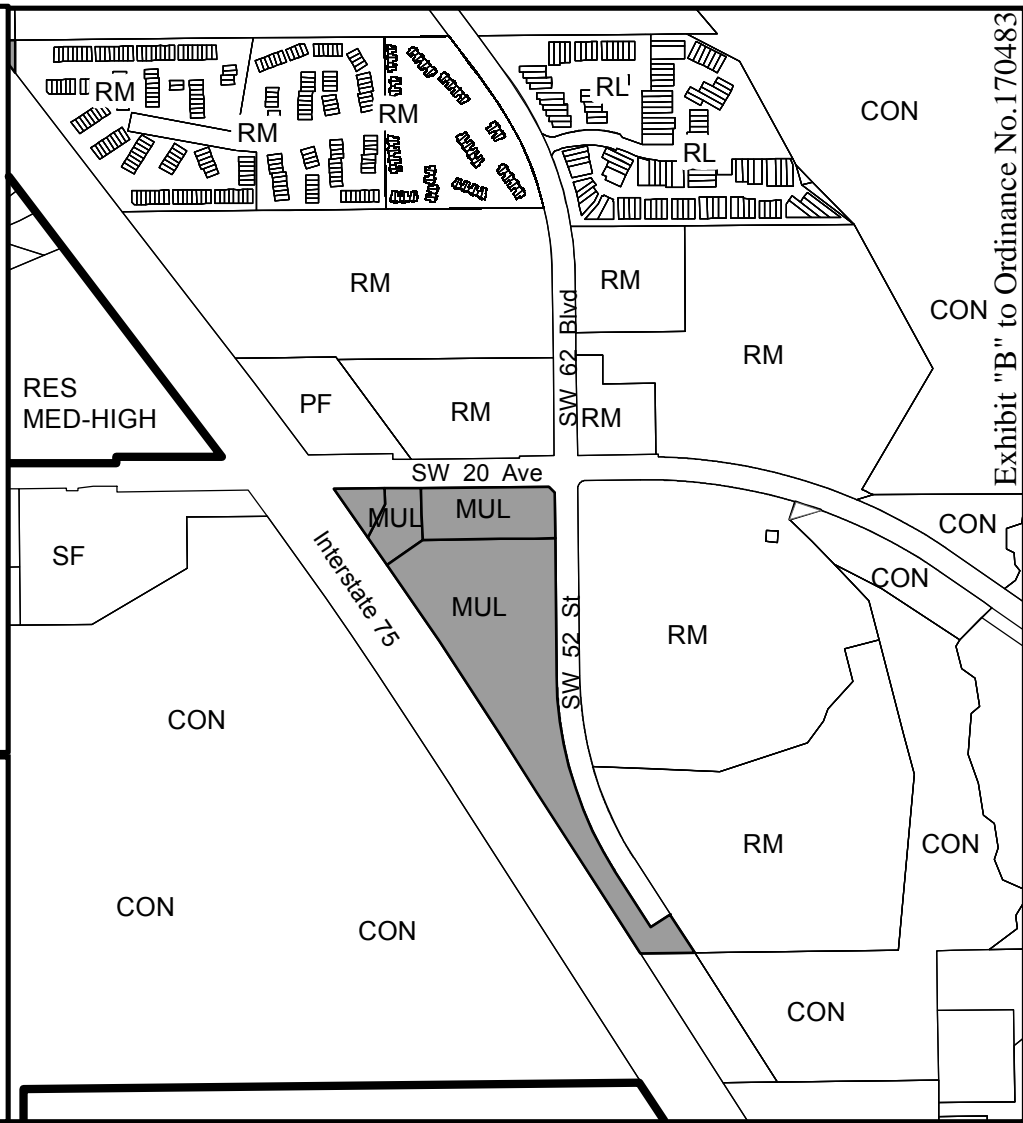 Exhibit "B" to Ordinance No.170483
RM
RM
RM
RL
RL
CON
RM
RM
CON
SW 62 Blvd
RM
RES
MED-HIGH
PF
RM
RM
SW 20 Ave
MUL
MUL
CON
SF
Interstate 75
CON
MUL
SW 52 St
RM
CON
RM
CON
CON
CON
CON